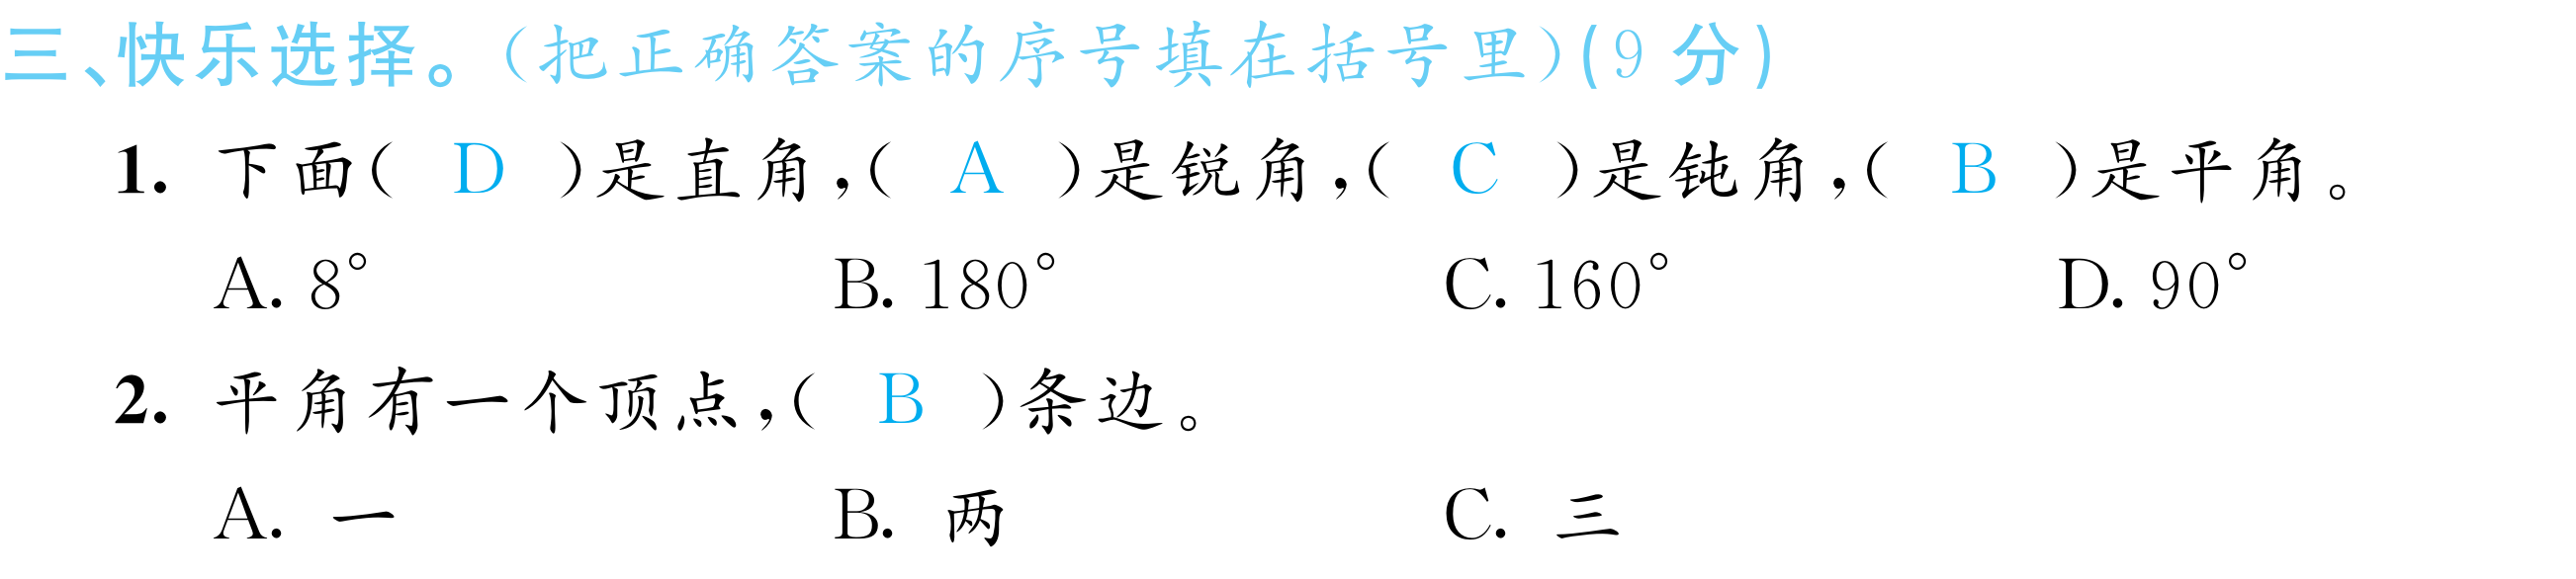 三、快乐选择。(把正确答案的序号填在括号里)(9 分)
1. 下面( D )是直角,( A )是锐角,( C )是钝角,( B )是平角。
A. 8° B. 180° C. 160° D. 90°
2. 平角有一个顶点,( B )条边。
A. 一 B. 两 C. 三